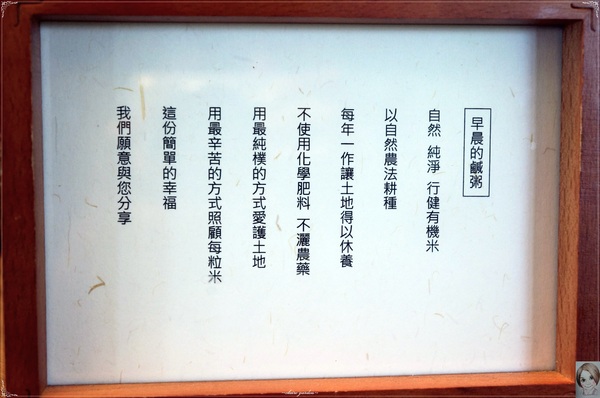 早晨的鹹粥
自然 純淨 行健有機米
以自然農法耕種
每年一作讓土地得以休養
不使用化學肥料 不灑農藥
用最純樸的方式愛護土地
用最辛苦的方式照顧每粒米
這份簡單的幸福
我們願意與您分享